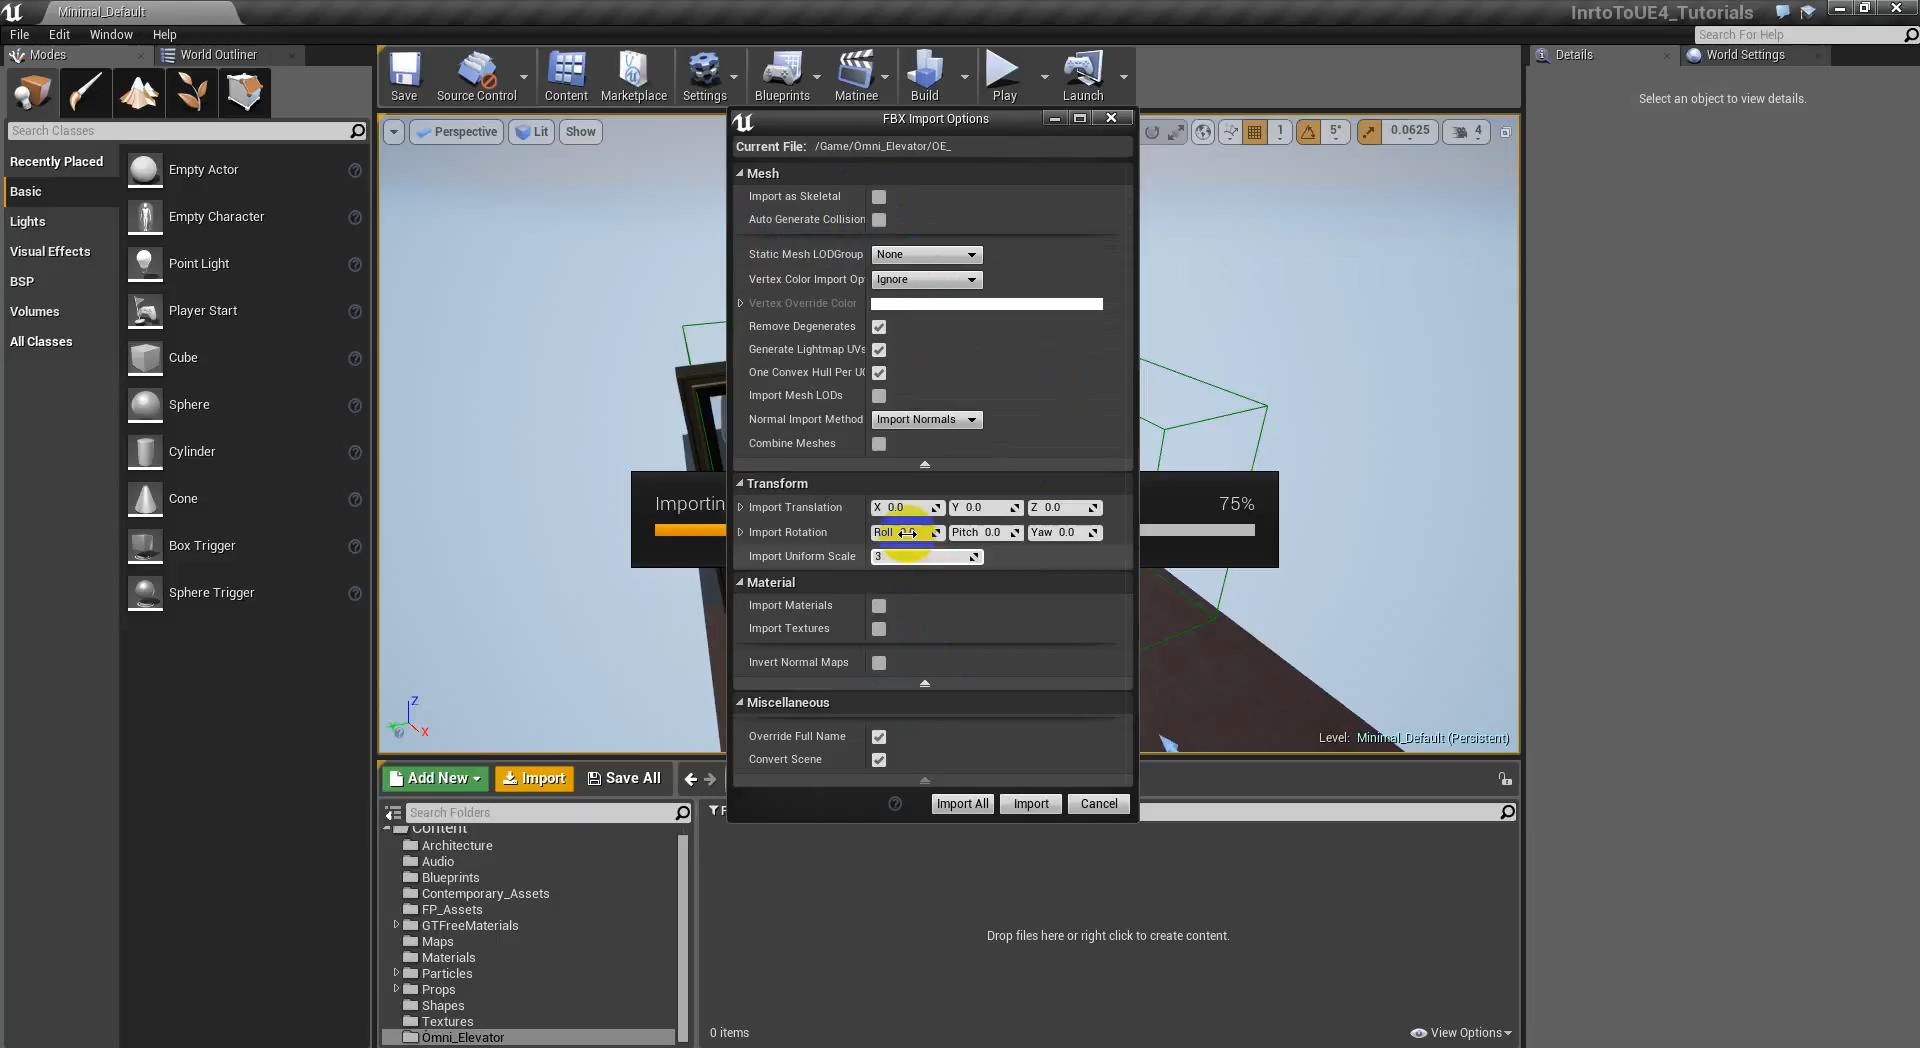 Minimal_Default
InrtoToUE4_Tutorials
File Edit Window Help
Search For Help
Modes
World Outliner
Details
World Settings
Save
Source Control
Content
Marketplace
Settings
Blueprints
Matinee
Build
Play
Launch
Select an object to view details.
Search Classes
Recently Placed
Basic
Lights
Visual Effects
BSP
Volumes
All Classes
Empty Actor
Empty Character
Point Light
Player Start
Cube
Sphere
Cylinder
Cone
Box Trigger
Sphere Trigger
Perspective
Lit
Show
1
5°
0.0625
4
FBX Import Options
Current File: /Game/Omni_Elevator/OE_
Mesh
Import as Skeletal
Auto Generate Collision
Static Mesh LODGroup None
Vertex Color Import Op Ignore
Vertex Override Color
Remove Degenerates
Generate Lightmap UVs
One Convex Hull Per UC
Import Mesh LODs
Normal Import Method Import Normals
Combine Meshes
Transform
Import Translation X 0.0 Y 0.0 Z 0.0
Import Rotation Roll 0.0 Pitch 0.0 Yaw 0.0
Import Uniform Scale 3
Material
Import Materials
Import Textures
Invert Normal Maps
Miscellaneous
Override Full Name
Convert Scene
Import All
Import
Cancel
Importin
75%
Z
X
Level: Minimal_Default (Persistent)
Add New
Import
Save All
Search Folders
Content
Architecture
Audio
Blueprints
Contemporary_Assets
FP_Assets
GTFreeMaterials
Maps
Materials
Particles
Props
Shapes
Textures
Omni_Elevator
Drop files here or right click to create content.
0 items
View Options